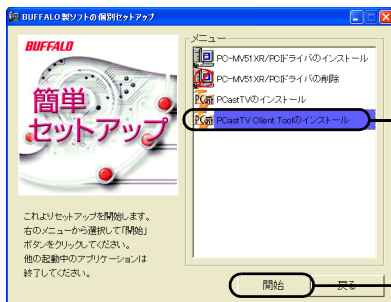 BUFFALO 製ソフトの個別セットアップ
BUFFALO
簡単
セットアップ
これよりセットアップを開始します。
右のメニューから選択して「開始」
ボタンをクリックしてください。
他の起動中のアプリケーションは
終了してください。
メニュー
PC-MV51XR/PCIドライバのインストール
PC-MV51XR/PCIドライバの削除
PCastTVのインストール
PCastTV Client Toolのインストール
開始
戻る